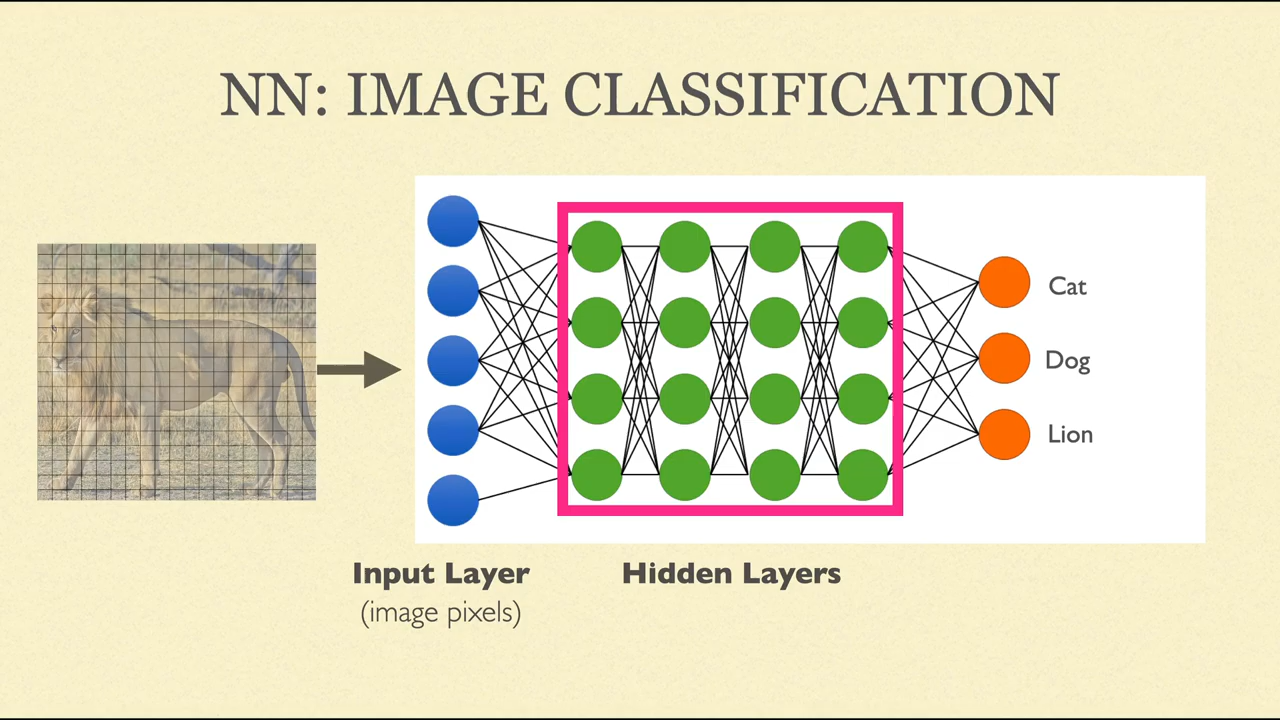 NN: IMAGE CLASSIFICATION
Cat
Dog
Lion
Input Layer
(image pixels)
Hidden Layers